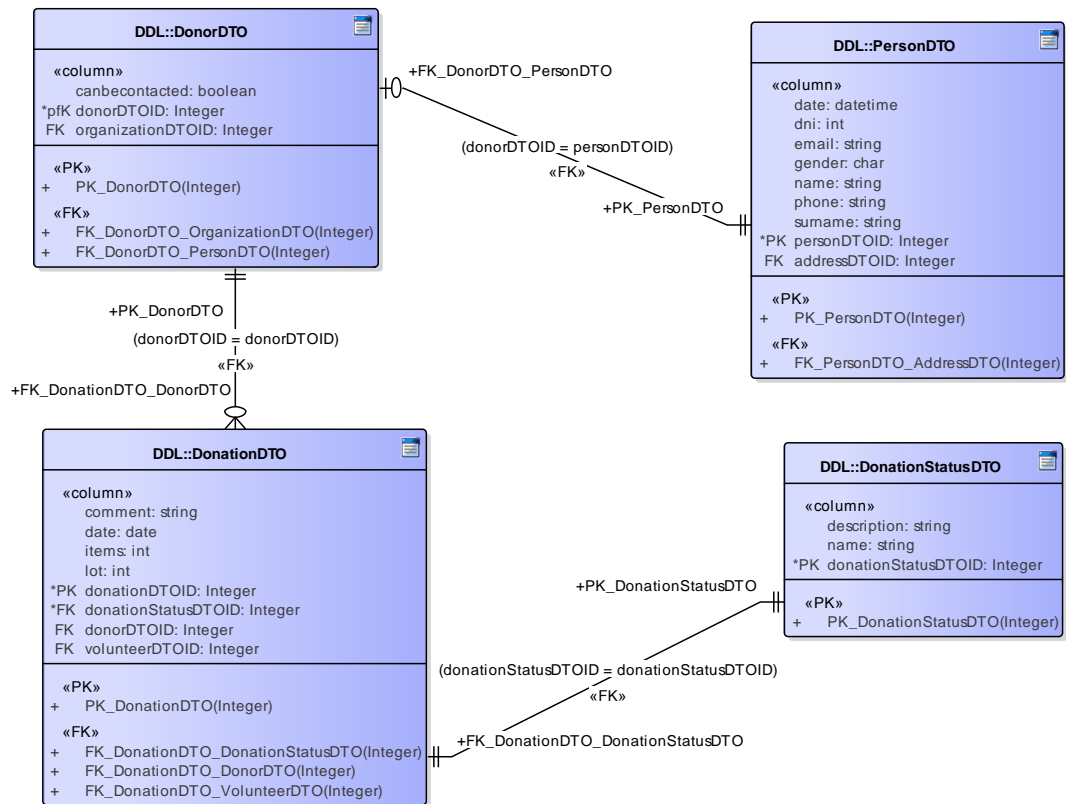 DDL::DonorDTO
«column»
canbecontacted: boolean
*pfK donorDTOID: Integer
FK organizationDTOID: Integer
«PK»
+ PK_DonorDTO(Integer)
«FK»
+ FK_DonorDTO_OrganizationDTO(Integer)
+ FK_DonorDTO_PersonDTO(Integer)
+FK_DonorDTO_PersonDTO
(donorDTOID = personDTOID)
«FK»
+PK_PersonDTO
DDL::PersonDTO
«column»
date: datetime
dni: int
email: string
gender: char
name: string
phone: string
surname: string
*PK personDTOID: Integer
FK addressDTOID: Integer
«PK»
+ PK_PersonDTO(Integer)
«FK»
+ FK_PersonDTO_AddressDTO(Integer)
+PK_DonorDTO
(donorDTOID = donorDTOID)
«FK»
+FK_DonationDTO_DonorDTO
DDL::DonationDTO
«column»
comment: string
date: date
items: int
lot: int
*PK donationDTOID: Integer
*FK donationStatusDTOID: Integer
FK donorDTOID: Integer
FK volunteerDTOID: Integer
«PK»
+ PK_DonationDTO(Integer)
«FK»
+ FK_DonationDTO_DonationStatusDTO(Integer)
+ FK_DonationDTO_DonorDTO(Integer)
+ FK_DonationDTO_VolunteerDTO(Integer)
DDL::DonationStatusDTO
«column»
description: string
name: string
*PK donationStatusDTOID: Integer
«PK»
+ PK_DonationStatusDTO(Integer)
+PK_DonationStatusDTO
(donationStatusDTOID = donationStatusDTOID)
«FK»
+FK_DonationDTO_DonationStatusDTO